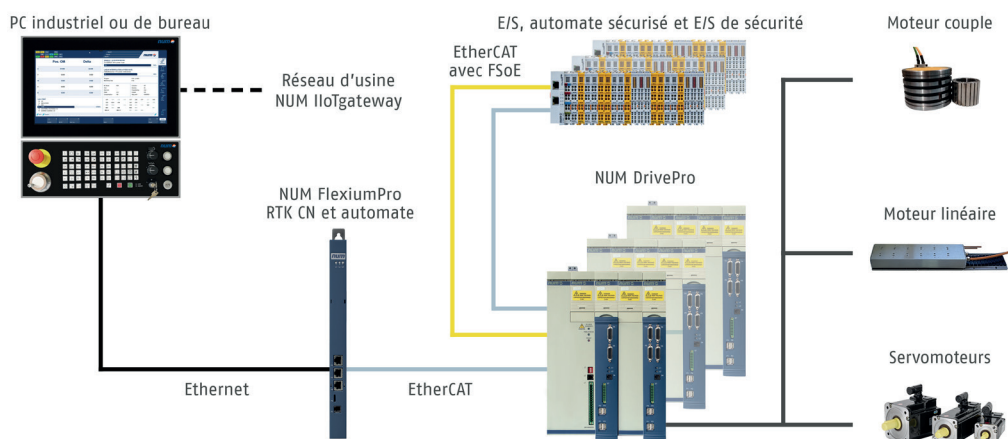 PC industriel ou de bureau
E/S, automate sécurisé et E/S de sécurité
Moteur couple
EtherCAT
avec FSoE
Réseau d'usine
NUM IIoTgateway
NUM DrivePro
NUM FlexiumPro
RTK CN et automate
Moteur linéaire
Servomoteurs
Ethernet
EtherCAT